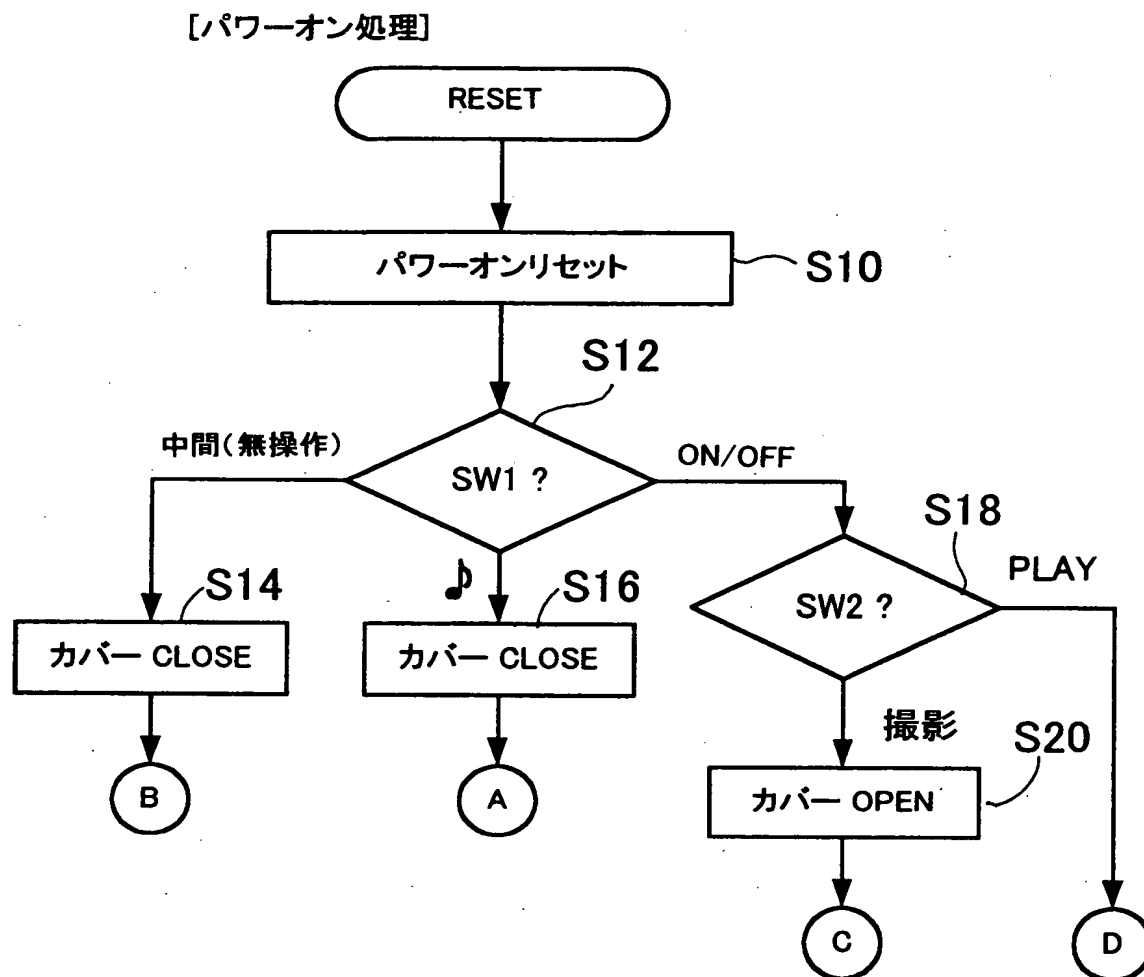 [パワーオン処理]
RESET
パワーオンリセット
S10
S12
中間(無操作)
SW1 ?
ON/OFF
S18
PLAY
♪
S14
S16
SW2 ?
カバー CLOSE
カバー CLOSE
撮影
S20
カバー OPEN
B
A
C
D